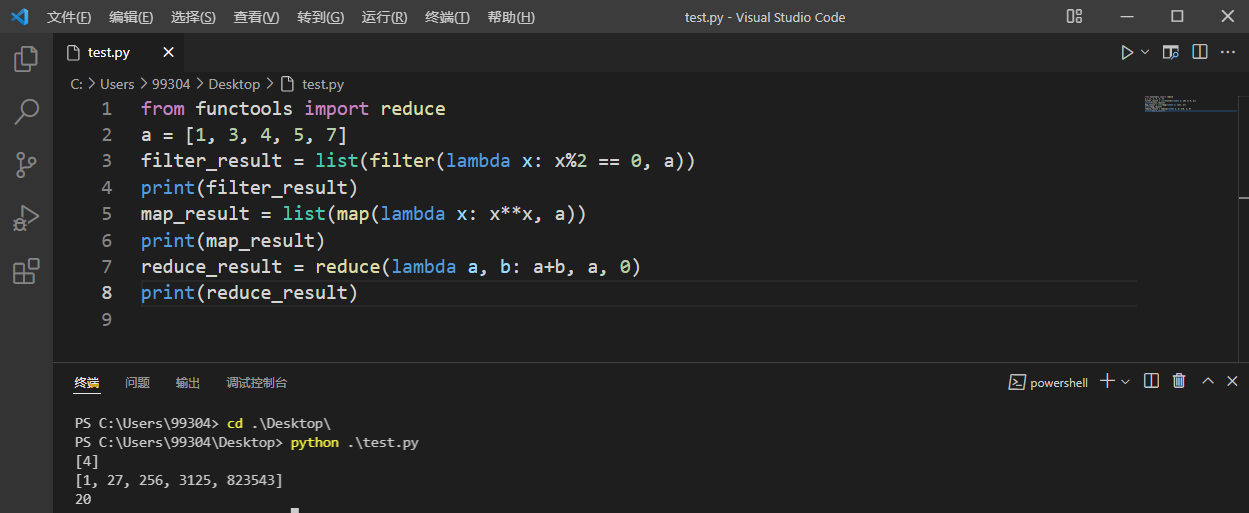 文件(F) 编辑(E) 选择(S) 查看(V) 转到(G) 运行(R) 终端(T) 帮助(H) test.py - Visual Studio Code
test.py
C: > Users > 99304 > Desktop > test.py
1 from functools import reduce
2 a = [1, 3, 4, 5, 7]
3 filter_result = list(filter(lambda x: x%2 == 0, a))
4 print(filter_result)
5 map_result = list(map(lambda x: x**x, a))
6 print(map_result)
7 reduce_result = reduce(lambda a, b: a+b, a, 0)
8 print(reduce_result)
9
终端 问题 输出 调试控制台 powershell
PS C:\Users\99304> cd .\Desktop\
PS C:\Users\99304\Desktop> python .\test.py
[4]
[1, 27, 256, 3125, 823543]
20